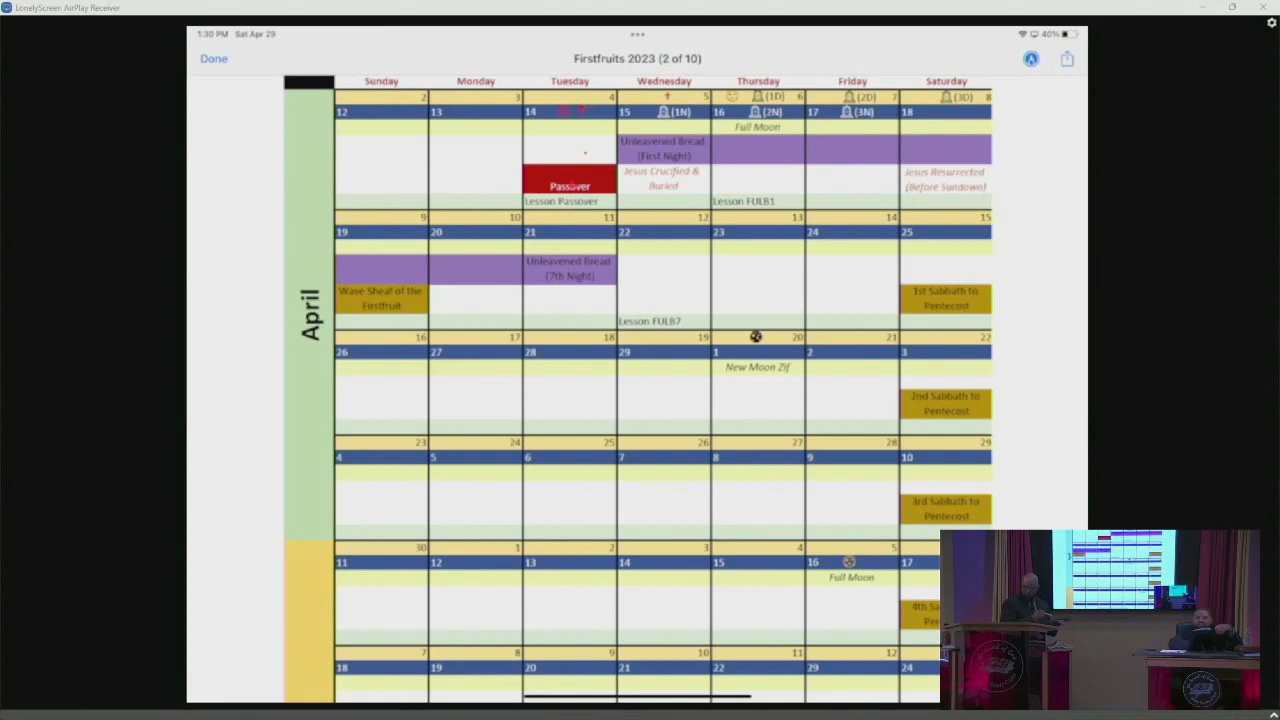 LonelyScreen AirPlay Receiver
1:30 PM Sat Apr 29
40%
Done
Firstfruits 2023 (2 of 10)
Sunday Monday Tuesday Wednesday Thursday Friday Saturday
2 3 4 5 (1D) 6 (2D) 7 (3D) 8
12 13 14 15 (1N) 16 (2N) 17 (3N) 18
Full Moon
Unleavened Bread
(First Night)
Jesus Crucified &
Buried
Jesus Resurrected
(Before Sundown)
Passover
Lesson Passover
Lesson FULB1
9 10 11 12 13 14 15
19 20 21 22 23 24 25
Unleavened Bread
(7th Night)
Wave Sheaf of the
Firstfruit
1st Sabbath to
Pentecost
April
Lesson FULB7
16 17 18 19 20 21 22
26 27 28 29 1 2 3
New Moon Zif
2nd Sabbath to
Pentecost
23 24 25 26 27 28 29
4 5 6 7 8 9 10
3rd Sabbath to
Pentecost
30 1 2 3 4 5
11 12 13 14 15 16 17
Full Moon
4th Sa
Pe
7 8 9 10 11 12
18 19 20 21 22 29 24